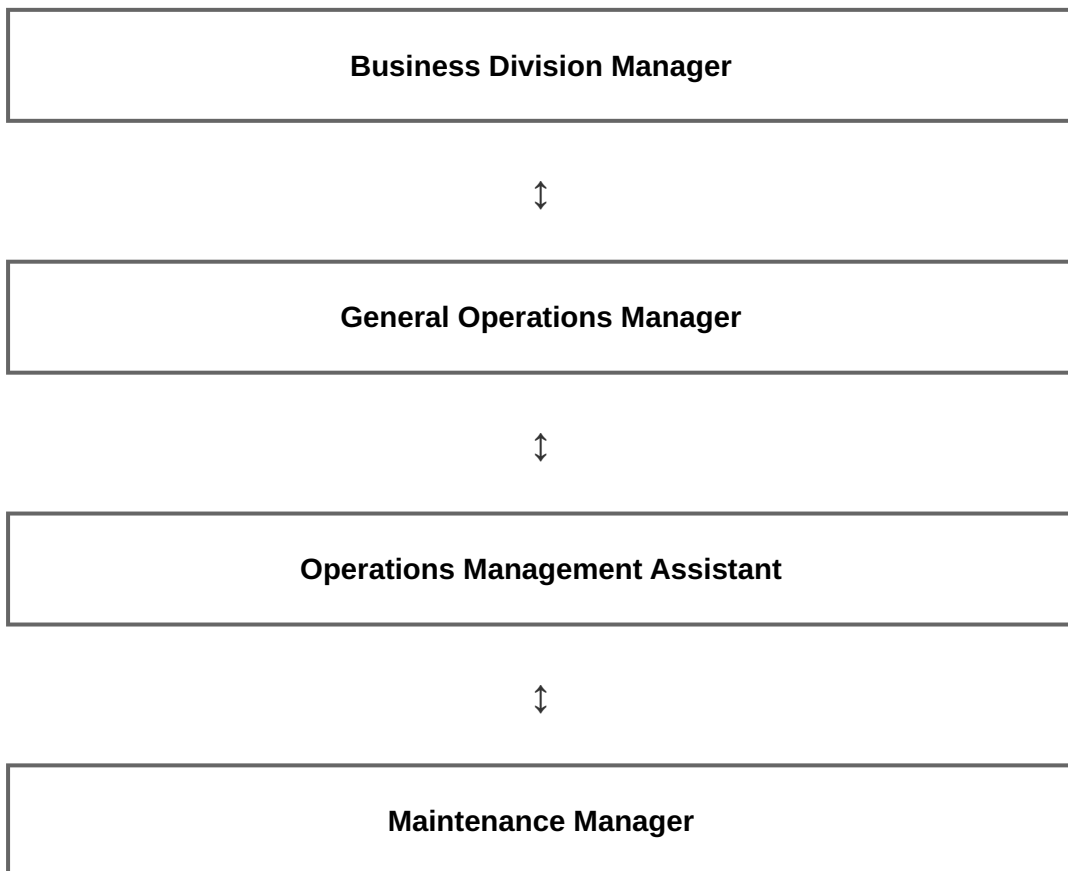 Business Division Manager
↕
General Operations Manager
↕
Operations Management Assistant
↕
Maintenance Manager